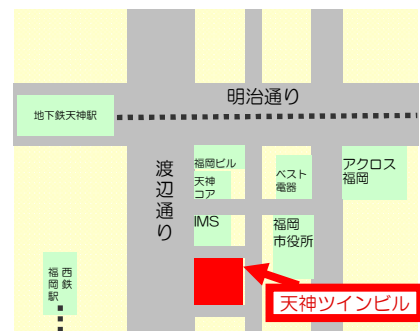 明治通り
地下鉄天神駅
渡辺通り
福岡ビル
天神
コア
IMS
ベスト
電器
アクロス
福岡
福岡
市役所
西鉄
福岡駅
天神ツインビル